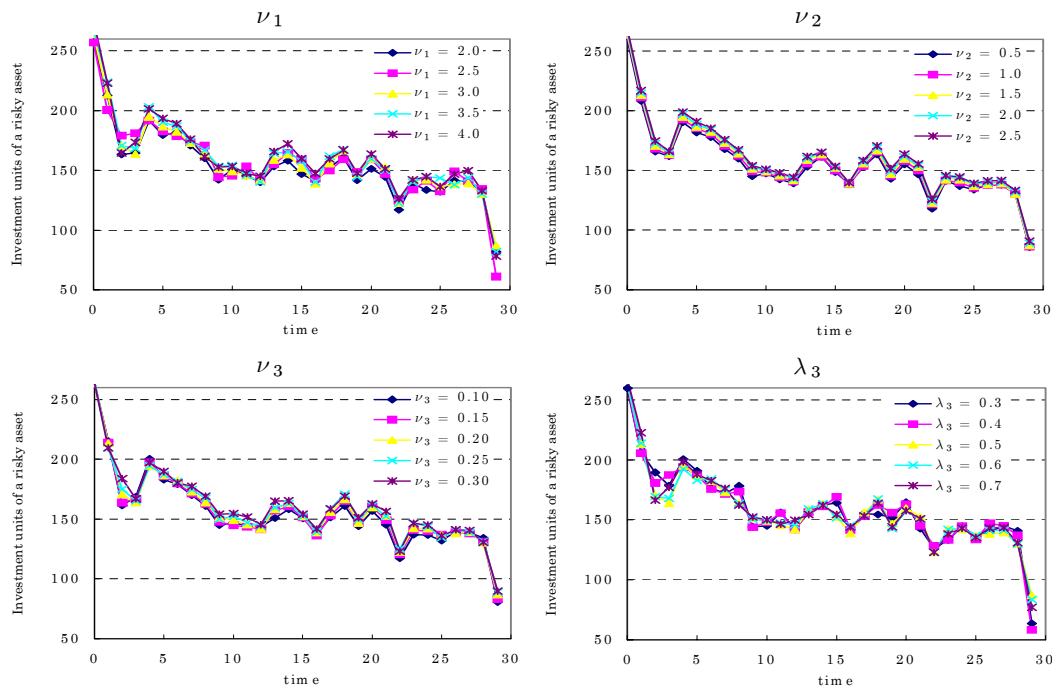 ν1
Investment units of a risky asset
250
200
150
100
50
0
5
10
15
20
25
30
time
ν1 = 2.0
ν1 = 2.5
ν1 = 3.0
ν1 = 3.5
ν1 = 4.0
ν2
Investment units of a risky asset
250
200
150
100
50
0
5
10
15
20
25
30
time
ν2 = 0.5
ν2 = 1.0
ν2 = 1.5
ν2 = 2.0
ν2 = 2.5
ν3
Investment units of a risky asset
250
200
150
100
50
0
5
10
15
20
25
30
time
ν3 = 0.10
ν3 = 0.15
ν3 = 0.20
ν3 = 0.25
ν3 = 0.30
λ3
Investment units of a risky asset
250
200
150
100
50
0
5
10
15
20
25
30
time
λ3 = 0.3
λ3 = 0.4
λ3 = 0.5
λ3 = 0.6
λ3 = 0.7